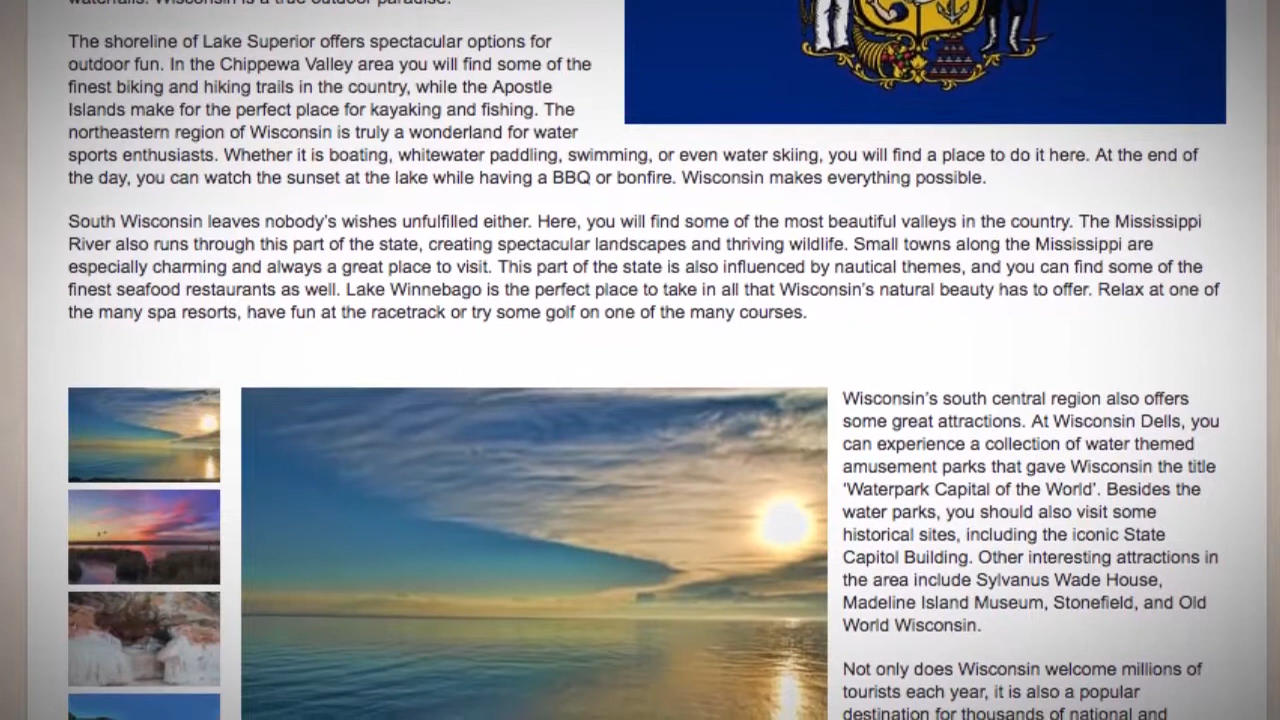 waterfalls. Wisconsin is a true outdoor paradise.
The shoreline of Lake Superior offers spectacular options for
outdoor fun. In the Chippewa Valley area you will find some of the
finest biking and hiking trails in the country, while the Apostle
Islands make for the perfect place for kayaking and fishing. The
northeastern region of Wisconsin is truly a wonderland for water
sports enthusiasts. Whether it is boating, whitewater paddling, swimming, or even water skiing, you will find a place to do it here. At the end of
the day, you can watch the sunset at the lake while having a BBQ or bonfire. Wisconsin makes everything possible.
South Wisconsin leaves nobody's wishes unfulfilled either. Here, you will find some of the most beautiful valleys in the country. The Mississippi
River also runs through this part of the state, creating spectacular landscapes and thriving wildlife. Small towns along the Mississippi are
especially charming and always a great place to visit. This part of the state is also influenced by nautical themes, and you can find some of the
finest seafood restaurants as well. Lake Winnebago is the perfect place to take in all that Wisconsin's natural beauty has to offer. Relax at one of
the many spa resorts, have fun at the racetrack or try some golf on one of the many courses.
Wisconsin's south central region also offers
some great attractions. At Wisconsin Dells, you
can experience a collection of water themed
amusement parks that gave Wisconsin the title
'Waterpark Capital of the World'. Besides the
water parks, you should also visit some
historical sites, including the iconic State
Capitol Building. Other interesting attractions in
the area include Sylvanus Wade House,
Madeline Island Museum, Stonefield, and Old
World Wisconsin.
Not only does Wisconsin welcome millions of
tourists each year, it is also a popular
destination for thousands of national and